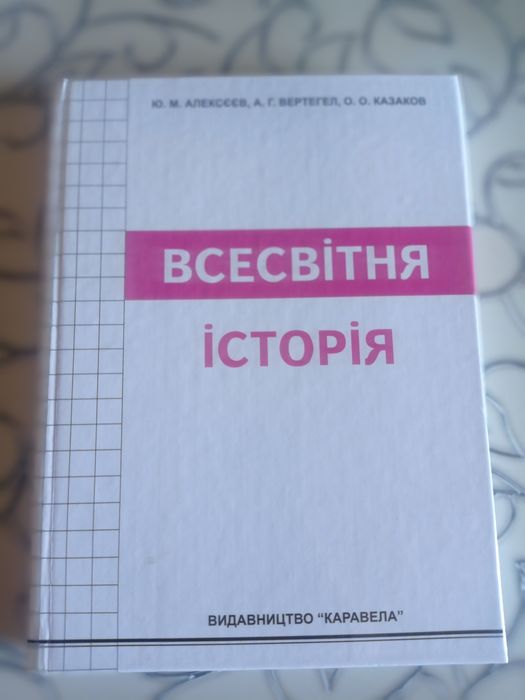 Ю. М. АЛЕКСЄЄВ, А. Г. ВЕРТЕГЕЛ, О. О. КАЗАКОВ
ВСЕСВІТНЯ
ІСТОРІЯ
ВИДАВНИЦТВО "КАРАВЕЛА"